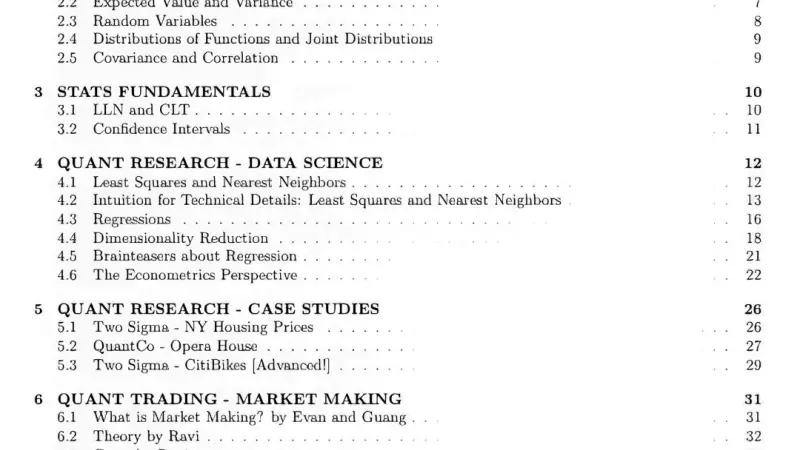 2.2 Expected Value and Variance . . . . . . . . . . . . 7
2.3 Random Variables . . . . . . . . . . . . . . . . . . 8
2.4 Distributions of Functions and Joint Distributions 9
2.5 Covariance and Correlation . . . . . . . . . . . . . 9
3 STATS FUNDAMENTALS 10
3.1 LLN and CLT . . . . . . . . . . . . . . . . . . . 10
3.2 Confidence Intervals . . . . . . . . . . . . . . . 11
4 QUANT RESEARCH - DATA SCIENCE 12
4.1 Least Squares and Nearest Neighbors . . . . . . . . . . . . . . . . . . . . . 12
4.2 Intuition for Technical Details: Least Squares and Nearest Neighbors . . . 13
4.3 Regressions . . . . . . . . . . . . . . . . . . . . . . . . . . . . 16
4.4 Dimensionality Reduction . . . . . . . . . . . . . . . . . . . . . 18
4.5 Brainteasers about Regression . . . . . . . . . 21
4.6 The Econometrics Perspective . . . . . . . . . 22
5 QUANT RESEARCH - CASE STUDIES 26
5.1 Two Sigma - NY Housing Prices . . . . . . . . . . 26
5.2 QuantCo - Opera House . . . . . . . . . . . . . . . 27
5.3 Two Sigma - CitiBikes [Advanced!] . . . . . . . . . 29
6 QUANT TRADING - MARKET MAKING 31
6.1 What is Market Making? by Evan and Guang . . . . . 31
6.2 Theory by Ravi . . . . . . . . . . . . . . . . . . . . 32